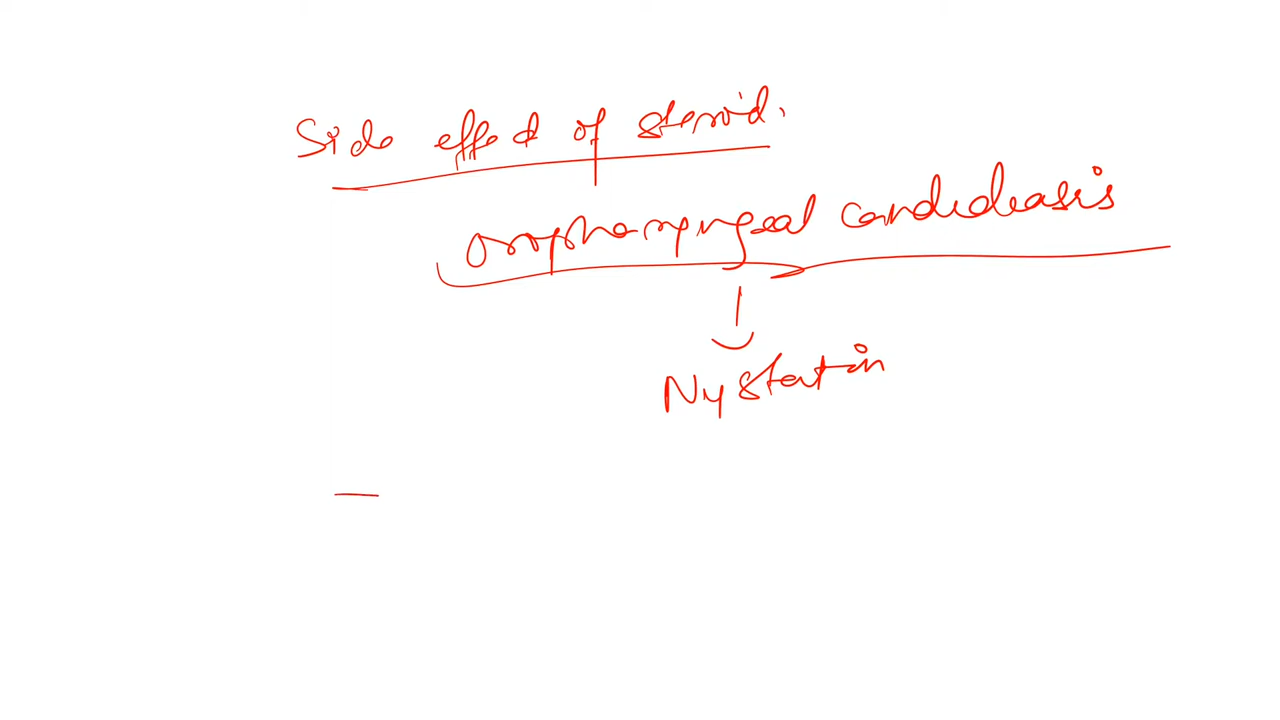 Side effect of steroid.
oropharyngeal candidiasis
Nystatin